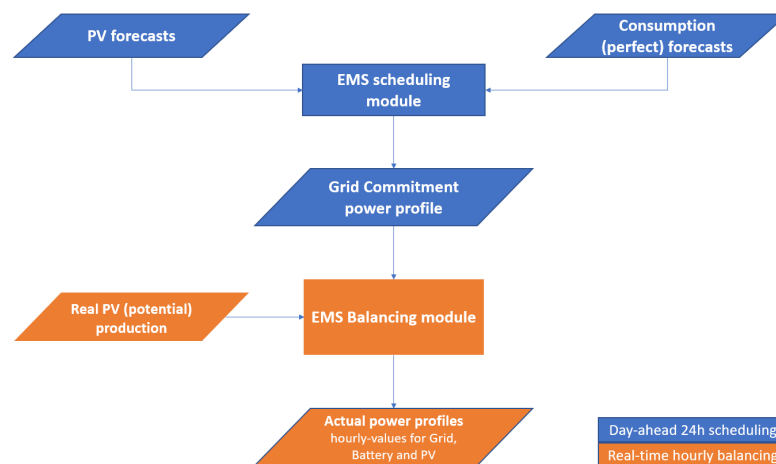 PV forecasts
Consumption
(perfect) forecasts
EMS scheduling
module
Grid Commitment
power profile
Real PV (potential)
production
EMS Balancing module
Actual power profiles
hourly-values for Grid,
Battery and PV
Day-ahead 24h scheduling
Real-time hourly balancing